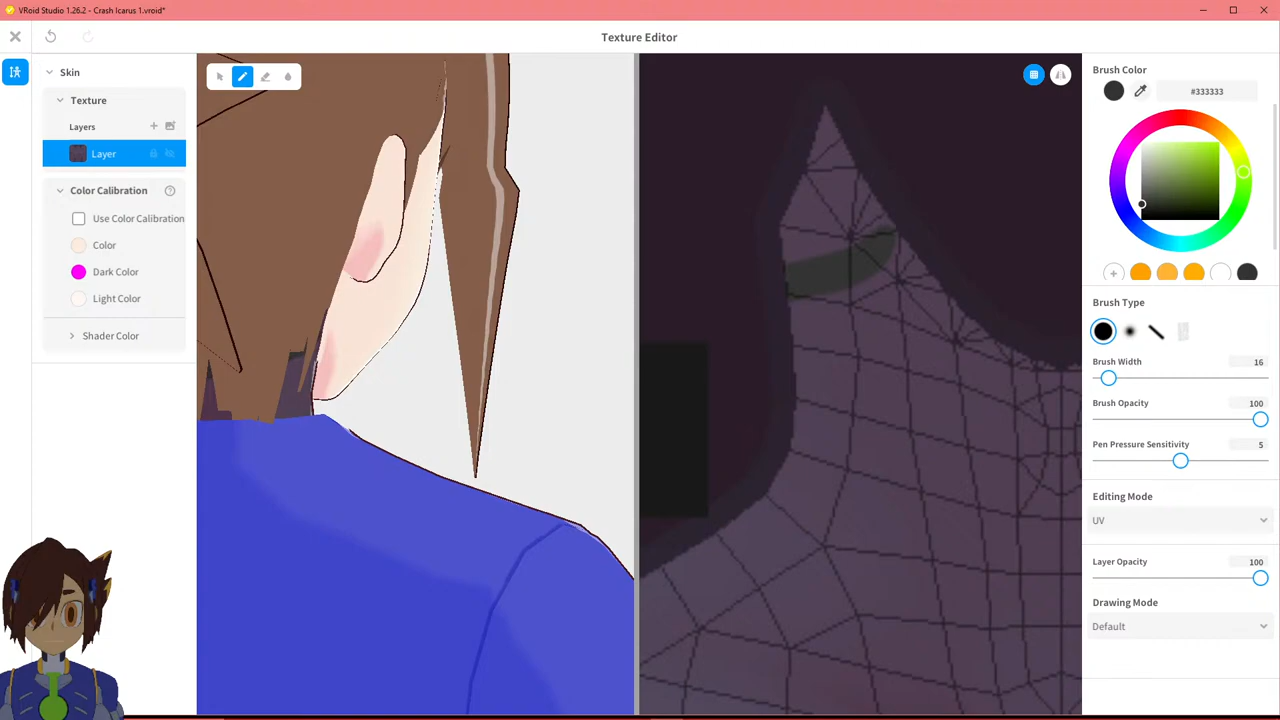 VRoid Studio 1.26.2 - Crash Icarus 1.vroid*
Texture Editor
Skin
Texture
Layers
Layer
Color Calibration
Use Color Calibration
Color
Dark Color
Light Color
Shader Color
Brush Color
#333333
Brush Type
Brush Width 16
Brush Opacity 100
Pen Pressure Sensitivity 5
Editing Mode
UV
Layer Opacity 100
Drawing Mode
Default